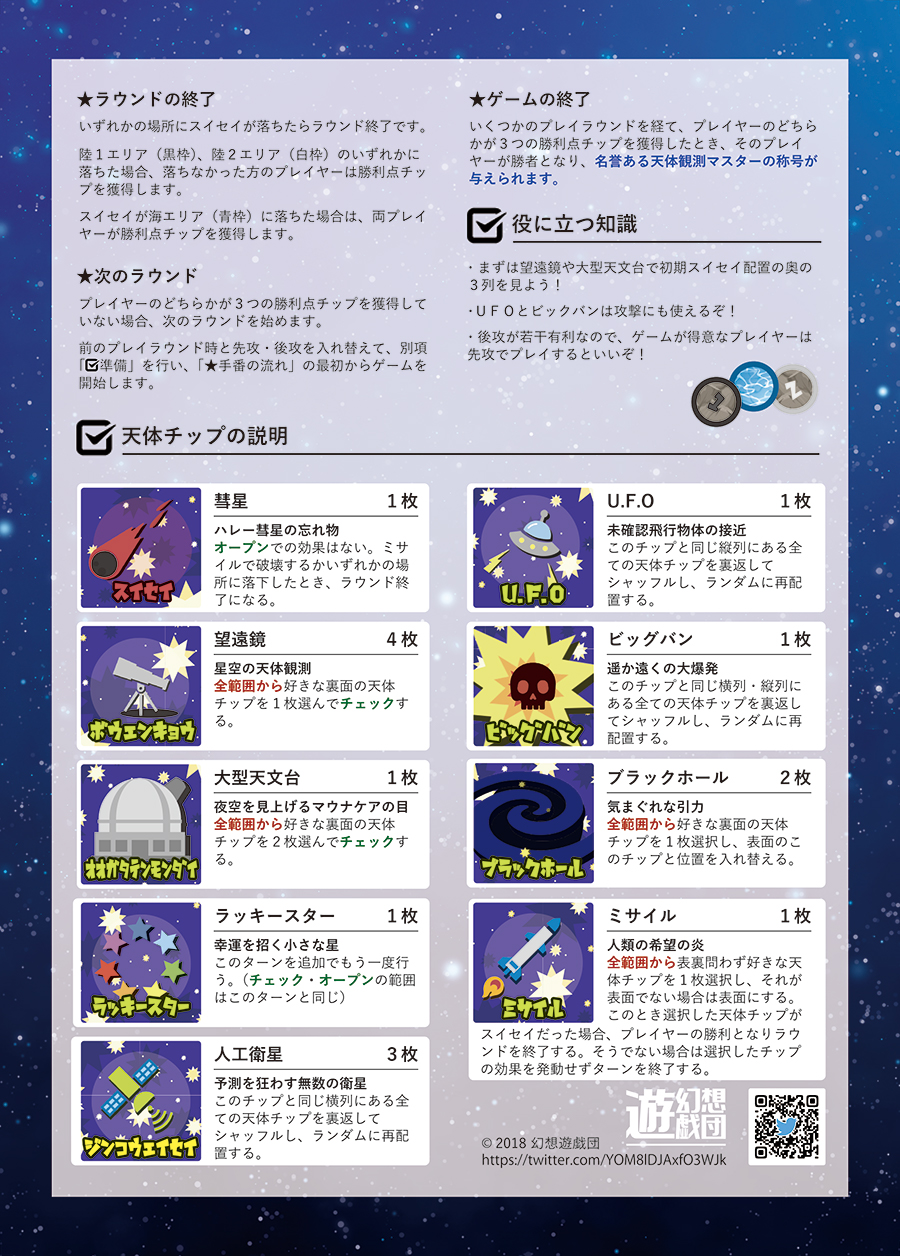 ★ラウンドの終了
いずれかの場所にスイセイが落ちたらラウンド終了です。
陸１エリア（黒枠）、陸２エリア（白枠）のいずれかに
落ちた場合、落ちなかった方のプレイヤーは勝利点チッ
プを獲得します。
スイセイが海エリア（青枠）に落ちた場合は、両プレイ
ヤーが勝利点チップを獲得します。
★次のラウンド
プレイヤーのどちらかが３つの勝利点チップを獲得して
いない場合、次のラウンドを始めます。
前のプレイラウンド時と先攻・後攻を入れ替えて、別項
「☑準備」を行い、「★手番の流れ」の最初からゲームを
開始します。
★ゲームの終了
いくつかのプレイラウンドを経て、プレイヤーのどちら
かが３つの勝利点チップを獲得したとき、そのプレイ
ヤーが勝者となり、名誉ある天体観測マスターの称号が
与えられます。
☑役に立つ知識
・まずは望遠鏡や大型天文台で初期スイセイ配置の奥の
３列を見よう！
・ＵＦＯとビックバンは攻撃にも使えるぞ！
・後攻が若干有利なので、ゲームが得意なプレイヤーは
先攻でプレイするといいぞ！
1
2
☑天体チップの説明
スイセイ
彗星 1枚
ハレー彗星の忘れ物
オープンでの効果はない。ミサ
イルで破壊するかいずれかの場
所に落下したとき、ラウンド終
了になる。
ボウエンキョウ
望遠鏡 4枚
星空の天体観測
全範囲から好きな裏面の天体
チップを１枚選んでチェックす
る。
オオガタテンモンダイ
大型天文台 1枚
夜空を見上げるマウナケアの目
全範囲から好きな裏面の天体
チップを２枚選んでチェックす
る。
ラッキースター
ラッキースター 1枚
幸運を招く小さな星
このターンを追加でもう一度行
う。（チェック・オープンの範囲
はこのターンと同じ）
ジンコウエイセイ
人工衛星 3枚
予測を狂わす無数の衛星
このチップと同じ横列にある全
ての天体チップを裏返して
シャッフルし、ランダムに再配
置する。
U.F.O
U.F.O 1枚
未確認飛行物体の接近
このチップと同じ縦列にある全
ての天体チップを裏返して
シャッフルし、ランダムに再配
置する。
ビッグバン
ビッグバン 1枚
遥か遠くの大爆発
このチップと同じ横列・縦列に
ある全ての天体チップを裏返し
てシャッフルし、ランダムに再
配置する。
ブラックホール
ブラックホール 2枚
気まぐれな引力
全範囲から好きな裏面の天体
チップを１枚選択し、表面のこ
のチップと位置を入れ替える。
ミサイル
ミサイル 1枚
人類の希望の炎
全範囲から表裏問わず好きな天
体チップを１枚選択し、それが
表面でない場合は表面にする。
このとき選択した天体チップが
スイセイだった場合、プレイヤーの勝利となりラウ
ンドを終了する。そうでない場合は選択したチップ
の効果を発動せずターンを終了する。
幻想
遊戯団
© 2018 幻想遊戯団
https://twitter.com/YOM8lDJAxfO3WJk